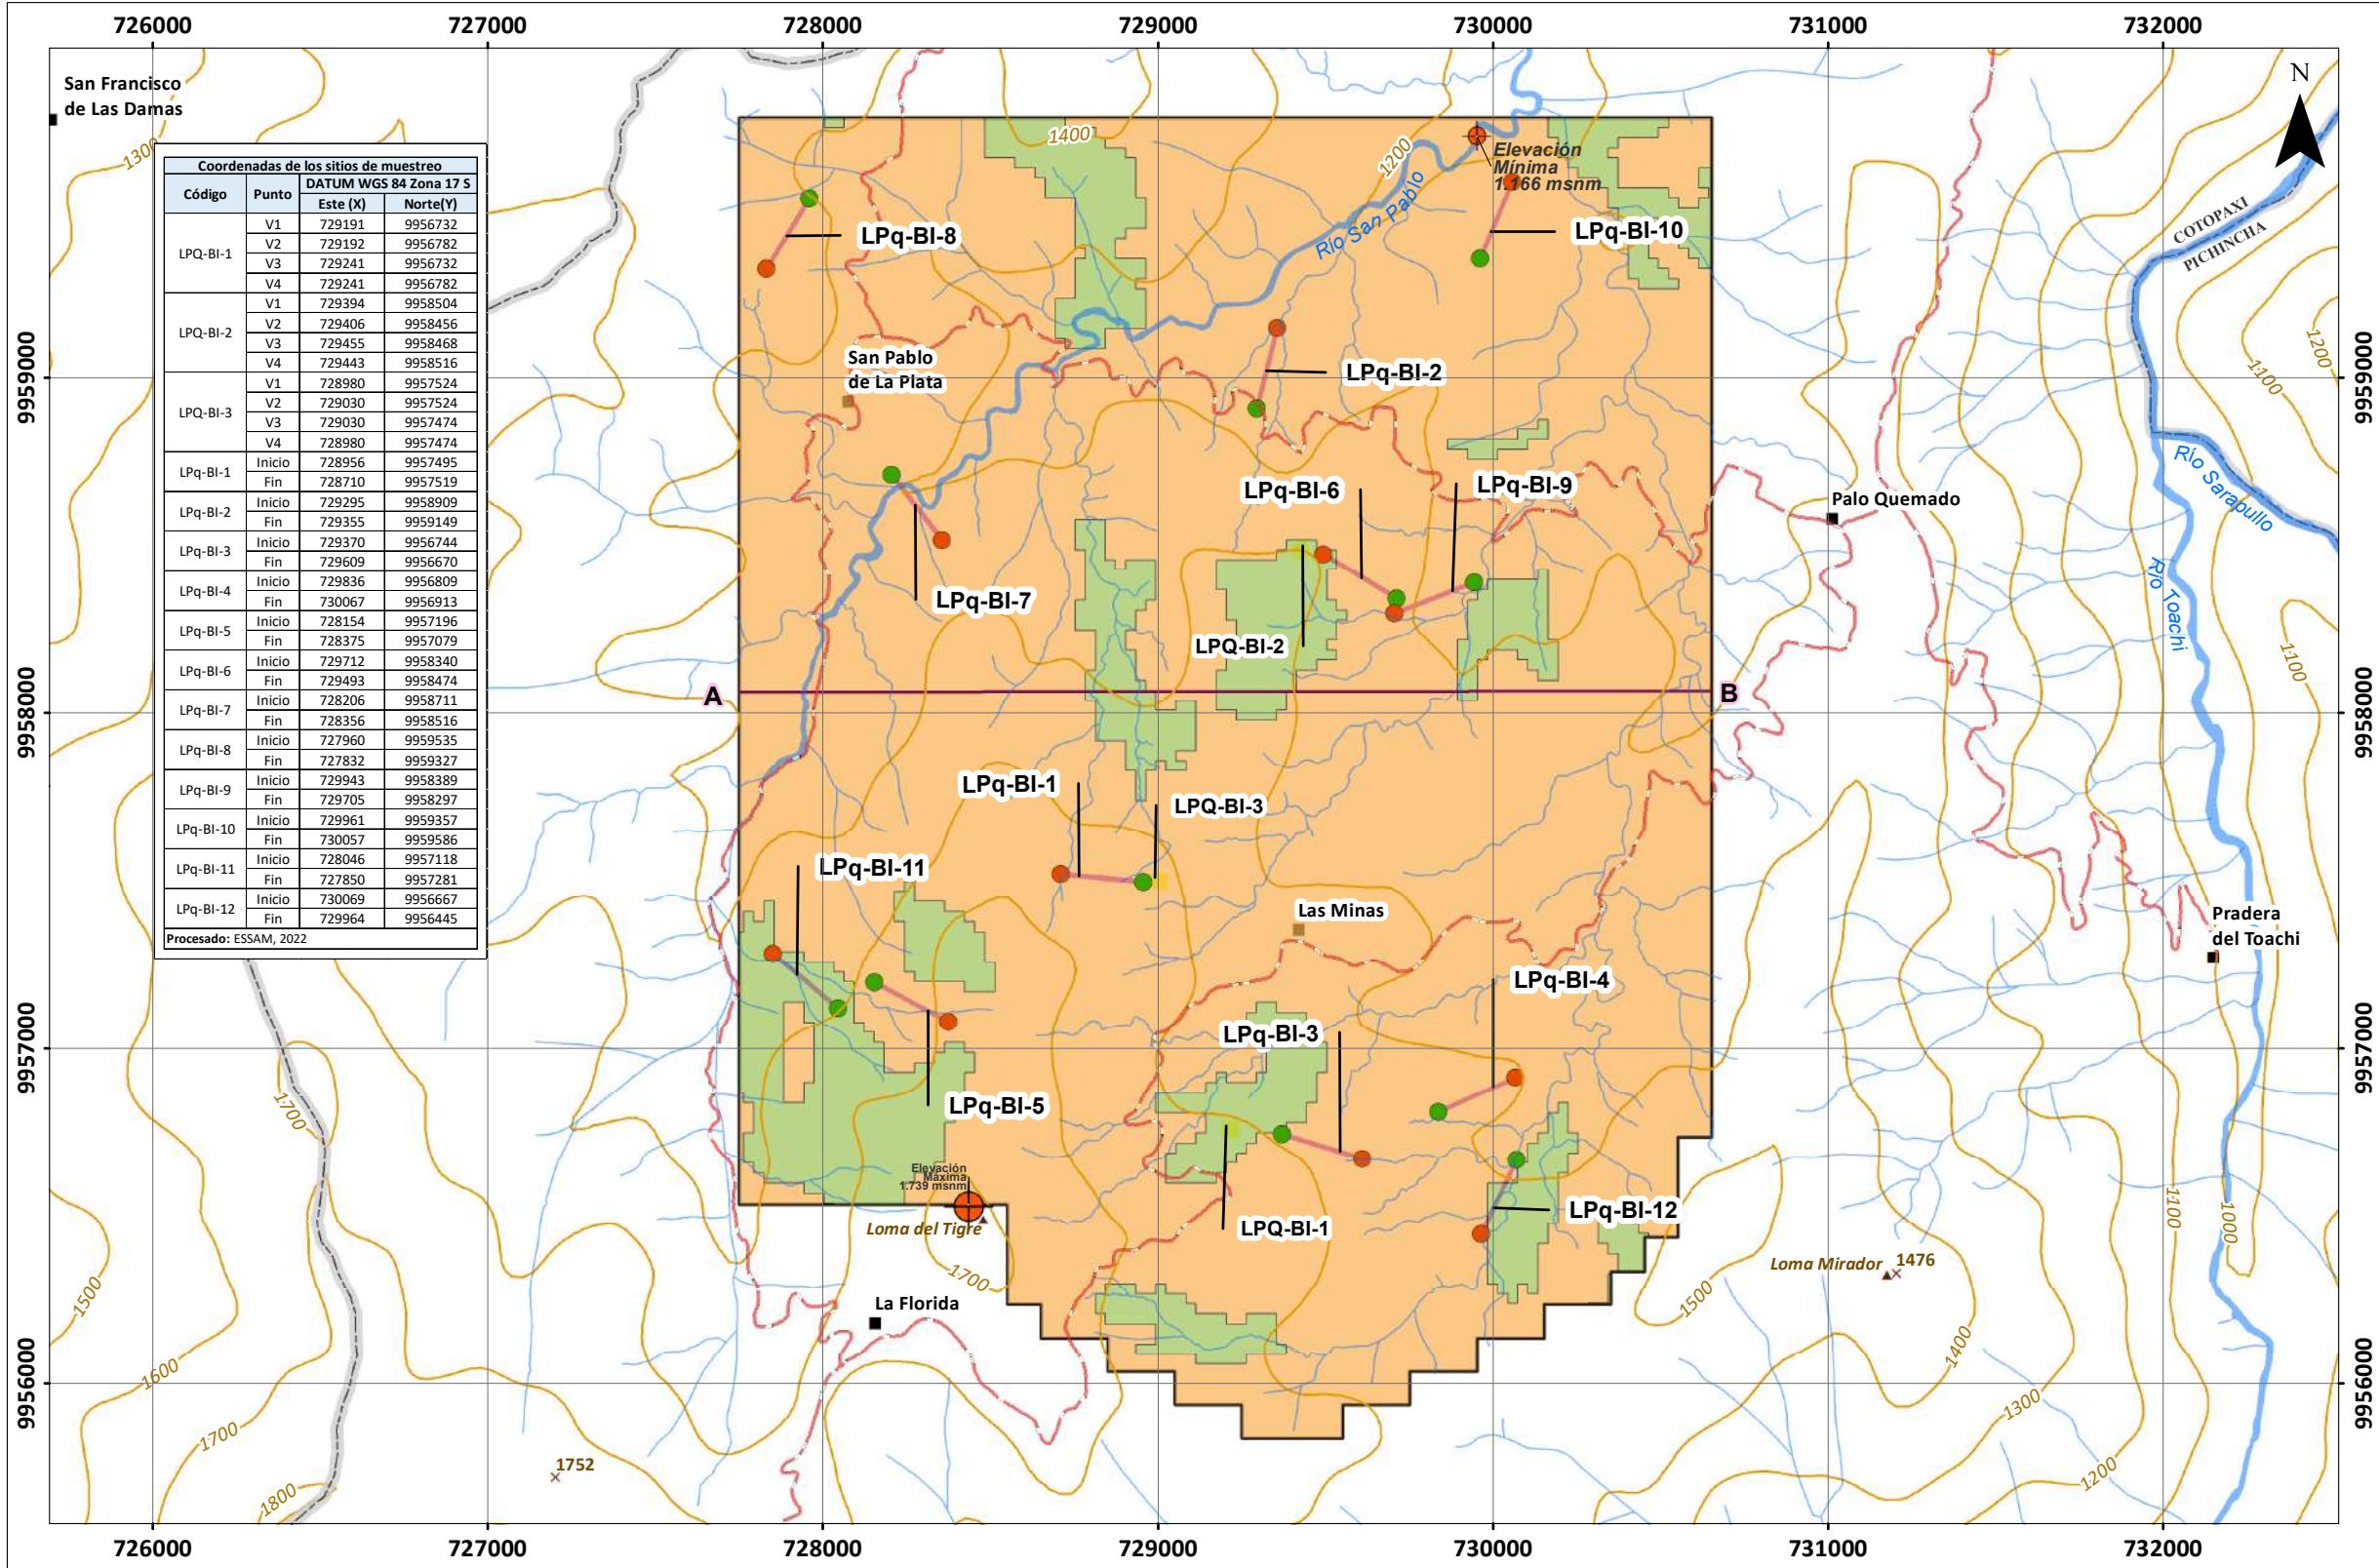 726000 727000 728000 729000 730000 731000 732000
San Francisco
de Las Damas
N
1300
1400
1200
Elevación
Mínima
1.166 msnm
Río San Pablo
COTOPAXI
PICHINCHA
Coordenadas de los sitios de muestreo
Código Punto DATUM WGS 84 Zona 17 S
Este (X) Norte(Y)
LPQ-BI-1 V1 729191 9956732
V2 729192 9956782
V3 729241 9956732
V4 729241 9956782
LPQ-BI-2 V1 729394 9958504
V2 729406 9958456
V3 729455 9958468
V4 729443 9958516
LPQ-BI-3 V1 728980 9957524
V2 729030 9957524
V3 729030 9957474
V4 728980 9957474
LPq-BI-1 Inicio 728956 9957495
Fin 728710 9957519
LPq-BI-2 Inicio 729295 9958909
Fin 729355 9959149
LPq-BI-3 Inicio 729370 9956744
Fin 729609 9956670
LPq-BI-4 Inicio 729836 9956809
Fin 730067 9956913
LPq-BI-5 Inicio 728154 9957196
Fin 728375 9957079
LPq-BI-6 Inicio 729712 9958340
Fin 729493 9958474
LPq-BI-7 Inicio 728206 9958711
Fin 728356 9958516
LPq-BI-8 Inicio 727960 9959535
Fin 727832 9959327
LPq-BI-9 Inicio 729943 9958389
Fin 729705 9958297
LPq-BI-10 Inicio 729961 9959357
Fin 730057 9959586
LPq-BI-11 Inicio 728046 9957118
Fin 727850 9957281
LPq-BI-12 Inicio 730069 9956667
Fin 729964 9956445
Procesado: ESSAM, 2022
LPq-BI-8
LPq-BI-10
9959000
San Pablo
de La Plata
LPq-BI-2
1200
1100
9959000
LPq-BI-6
LPq-BI-9
Palo Quemado
Río Sarapullo
LPq-BI-7
LPQ-BI-2
Río Toachi
1100
9958000
A
B
9958000
LPq-BI-1
LPQ-BI-3
LPq-BI-11
Las Minas
Pradera
del Toachi
LPq-BI-4
9957000
LPq-BI-3
9957000
1700
LPq-BI-5
Elevación
Máxima
1.739 msnm
Loma del Tigre
LPQ-BI-1
LPq-BI-12
1100
1000
1700
Loma Mirador
1476
1500
1500
La Florida
1400
9956000
1600
9956000
1300
1700
1752
1800
1200
726000 727000 728000 729000 730000 731000 732000